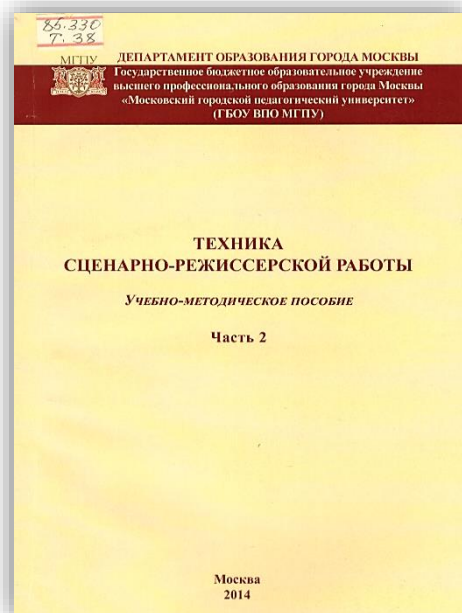 85.330
Т. 38
МГПУ
ДЕПАРТАМЕНТ ОБРАЗОВАНИЯ ГОРОДА МОСКВЫ
Государственное бюджетное образовательное учреждение
высшего профессионального образования города Москвы
«Московский городской педагогический университет»
(ГБОУ ВПО МГПУ)
ТЕХНИКА
СЦЕНАРНО-РЕЖИССЕРСКОЙ РАБОТЫ
УЧЕБНО-МЕТОДИЧЕСКОЕ ПОСОБИЕ
Часть 2
Москва
2014